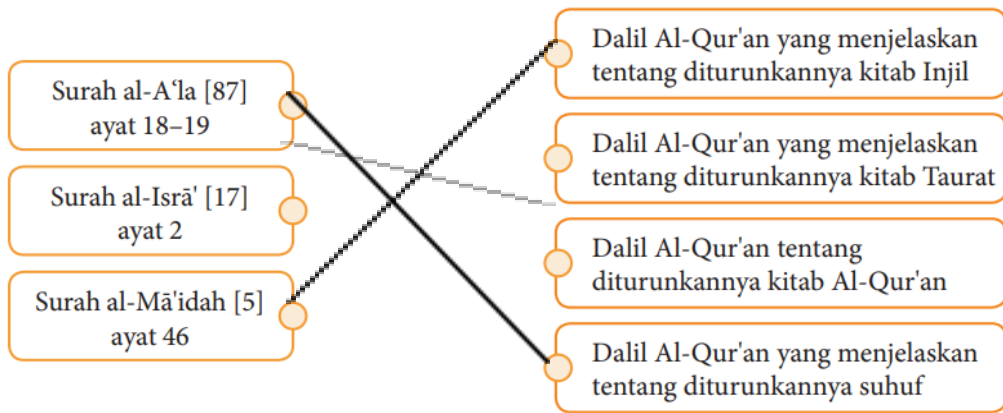 Surah al-A‘la [87]
ayat 18–19
Surah al-Isrā' [17]
ayat 2
Surah al-Mā'idah [5]
ayat 46
Dalil Al-Qur'an yang menjelaskan
tentang diturunkannya kitab Injil
Dalil Al-Qur'an yang menjelaskan
tentang diturunkannya kitab Taurat
Dalil Al-Qur'an tentang
diturunkannya kitab Al-Qur'an
Dalil Al-Qur'an yang menjelaskan
tentang diturunkannya suhuf